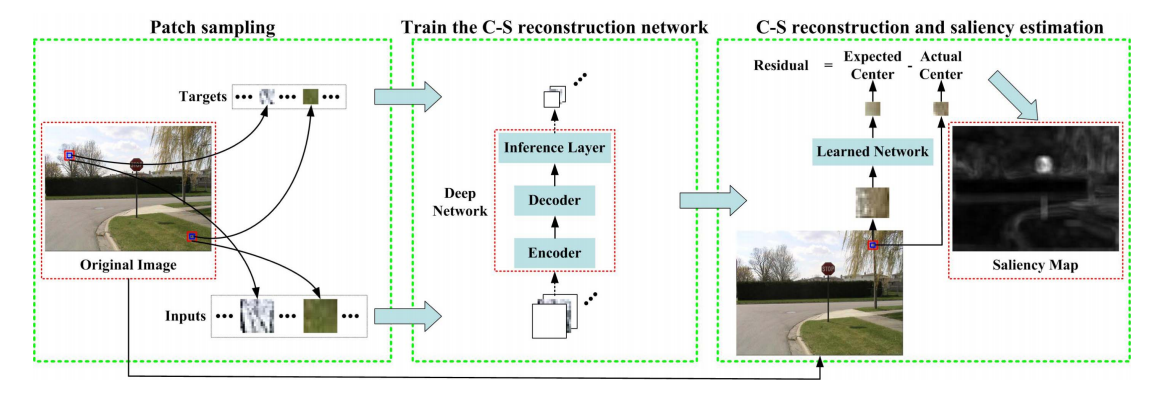 Patch sampling
Train the C-S reconstruction network
C-S reconstruction and saliency estimation
Targets
Original Image
Inputs
Inference Layer
Decoder
Encoder
Deep
Network
Residual = Expected Center - Actual Center
Learned Network
Saliency Map
STOP